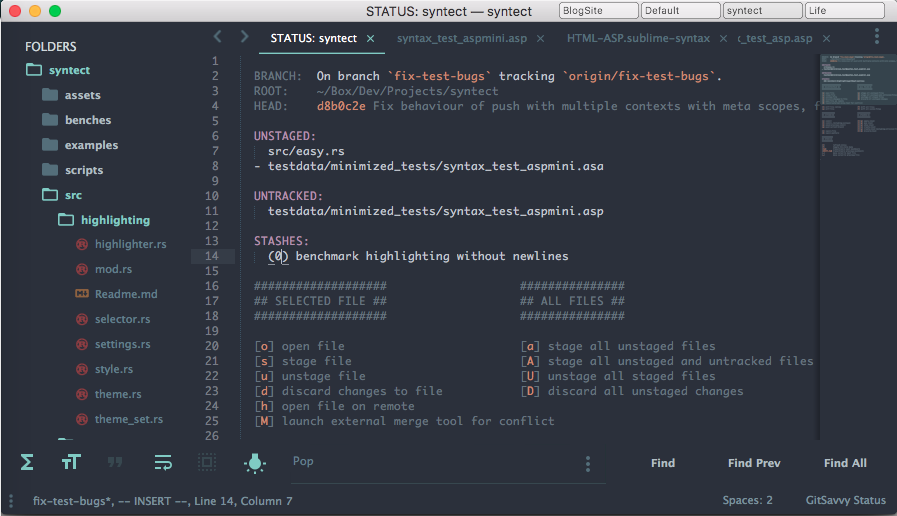 STATUS: syntect — syntect
BlogSite
Default
syntect
Life
FOLDERS
syntect
assets
benches
examples
scripts
src
highlighting
highlighter.rs
mod.rs
Readme.md
selector.rs
settings.rs
style.rs
theme.rs
theme_set.rs
STATUS: syntect ×
syntax_test_aspmini.asp ×
HTML-ASP.sublime-syntax ×
_test_asp.asp ×
1
2 BRANCH: On branch `fix-test-bugs` tracking `origin/fix-test-bugs`.
3 ROOT: ~/Box/Dev/Projects/syntect
4 HEAD: d8b0c2e Fix behaviour of push with multiple contexts with meta scopes,
5
6 UNSTAGED:
7 src/easy.rs
8 - testdata/minimized_tests/syntax_test_aspmini.asa
9
10 UNTRACKED:
11 testdata/minimized_tests/syntax_test_aspmini.asp
12
13 STASHES:
14 (0) benchmark highlighting without newlines
15
16 ################### ###############
17 ## SELECTED FILE ## ## ALL FILES ##
18 ################### ###############
19
20 [o] open file [a] stage all unstaged files
21 [s] stage file [A] stage all unstaged and untracked files
22 [u] unstage file [U] unstage all staged files
23 [d] discard changes to file [D] discard all unstaged changes
24 [h] open file on remote
25 [M] launch external merge tool for conflict
26
Pop
Find
Find Prev
Find All
fix-test-bugs*, -- INSERT --, Line 14, Column 7
Spaces: 2
GitSavvy Status